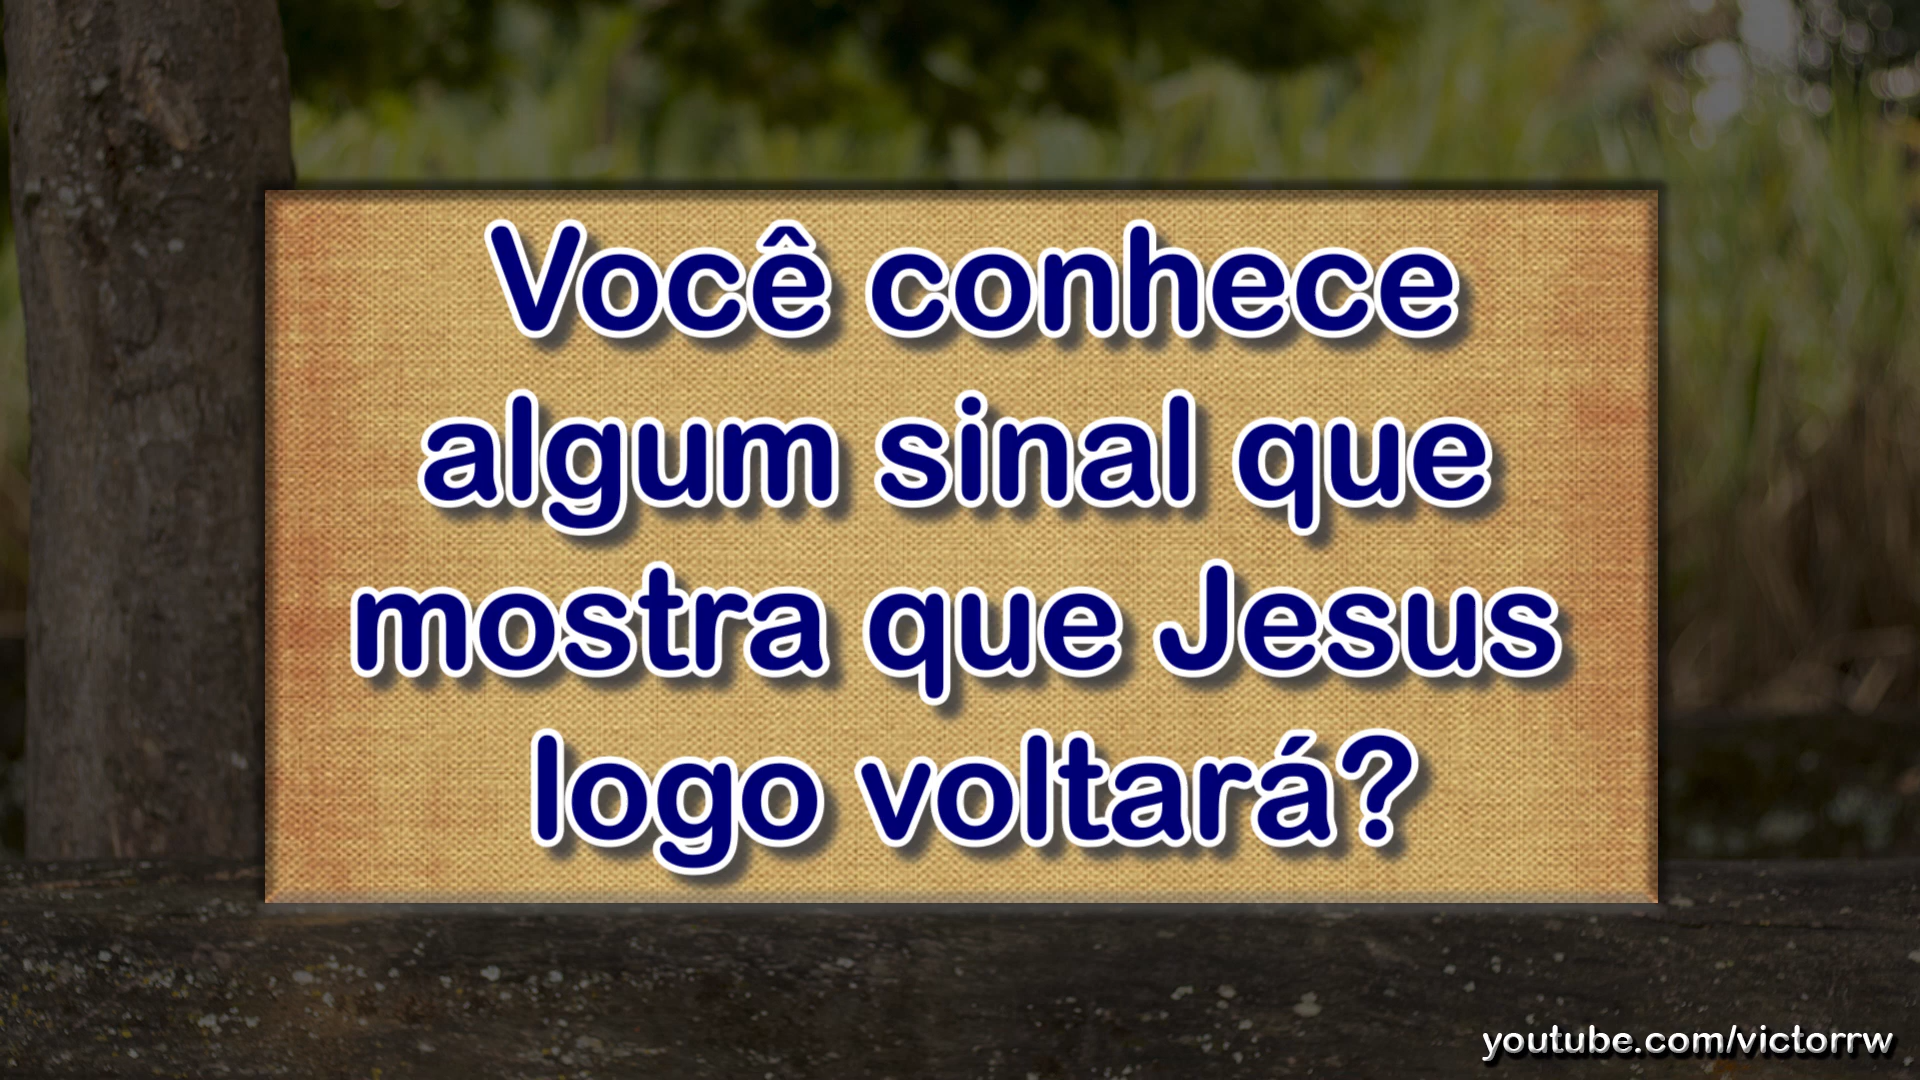 Você conhece
algum sinal que
mostra que Jesus
logo voltará?
youtube.com/victorrw